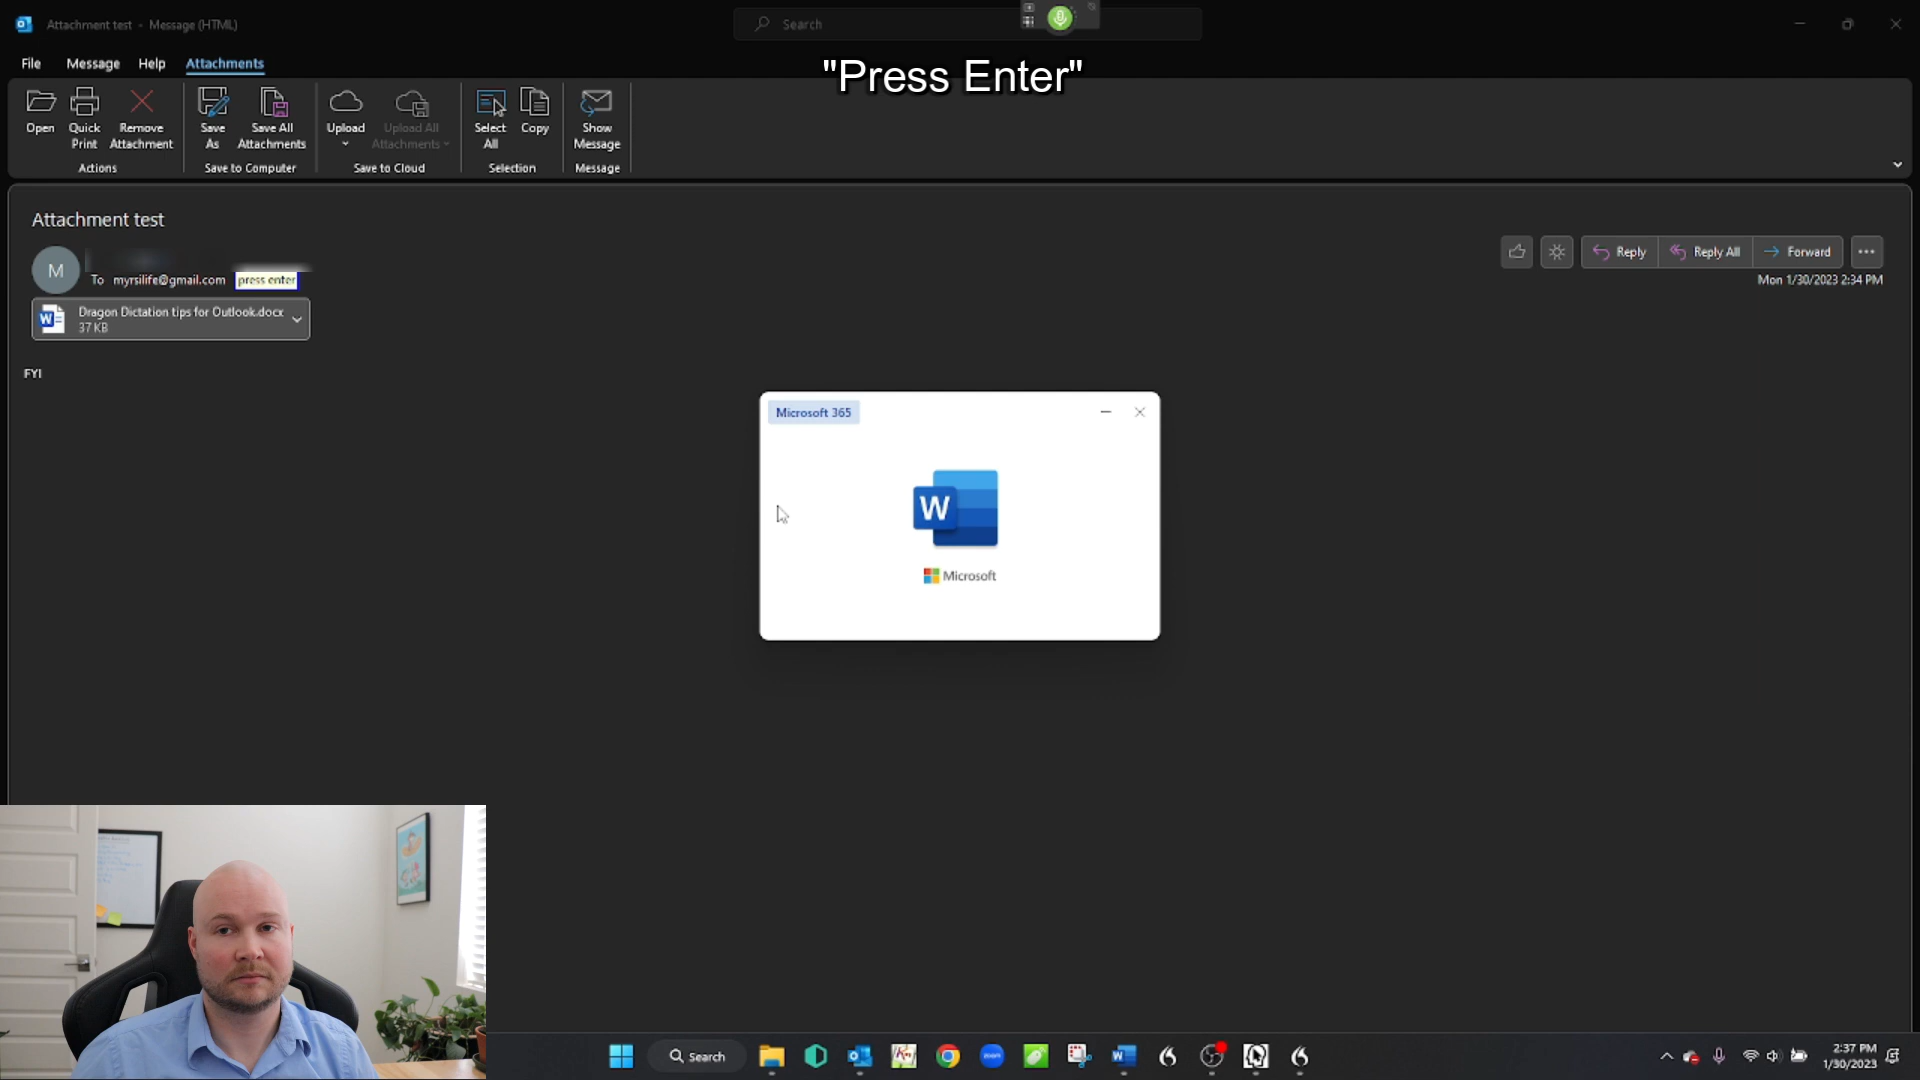 Attachment test - Message (HTML)
Search
"Press Enter"
File Message Help Attachments
Open
Quick Print
Remove Attachment
Save As
Save All Attachments
Upload
Upload All Attachments
Select All
Copy
Show Message
Actions
Save to Computer
Save to Cloud
Selection
Message
Attachment test
M
To myrsilife@gmail.com
press enter
Reply
Reply All
Forward
Mon 1/30/2023 2:34 PM
Dragon Dictation tips for Outlook.docx
37 KB
FYI
Microsoft 365
W
Microsoft
Search
zoom
2:37 PM
1/30/2023